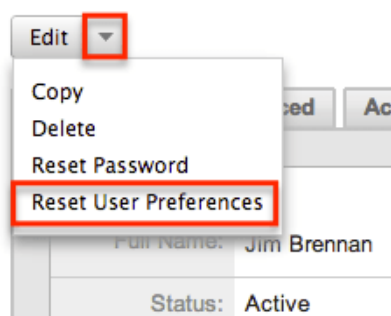 Edit
Copy
Delete
Reset Password
Reset User Preferences
Full Name: Jim Brennan
Status: Active